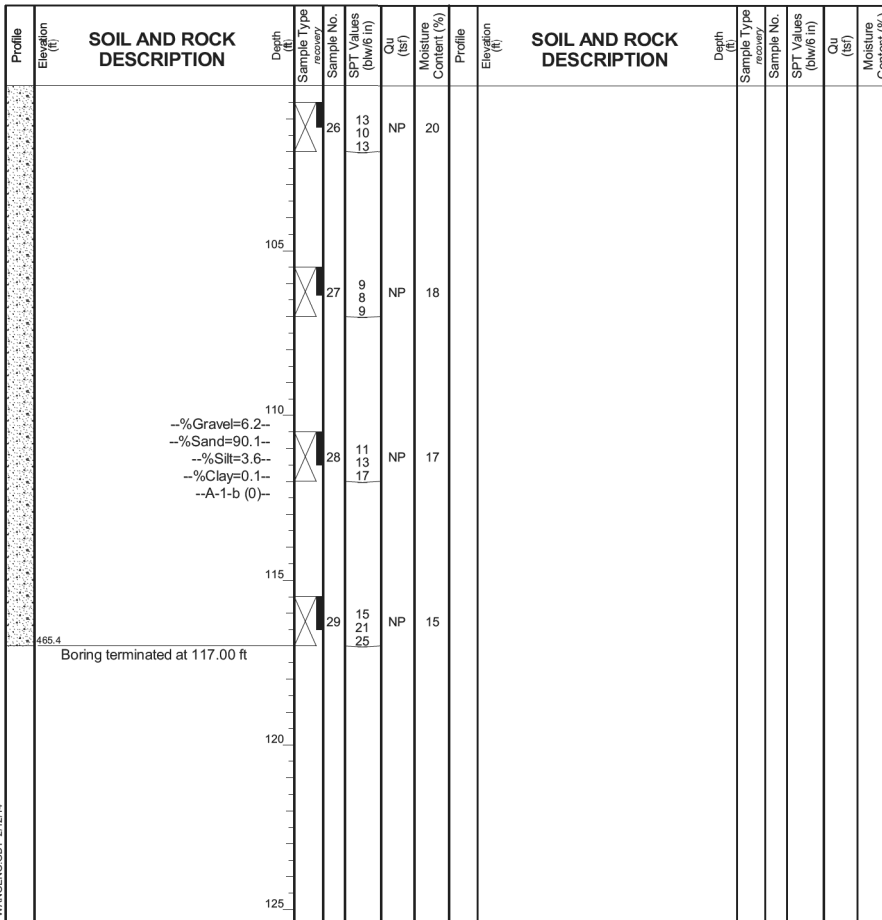 Profile
Elevation (ft)
SOIL AND ROCK DESCRIPTION
Depth (ft)
Sample Type recovery
Sample No.
SPT Values (blw/6 in)
Qu (tsf)
Moisture Content (%)
Profile
Elevation (ft)
SOIL AND ROCK DESCRIPTION
Depth (ft)
Sample Type recovery
Sample No.
SPT Values (blw/6 in)
Qu (tsf)
Moisture Content (%)
26 13 10 13 NP 20
105
27 9 8 9 NP 18
110
--%Gravel=6.2--
--%Sand=90.1--
--%Silt=3.6--
--%Clay=0.1--
--A-1-b (0)--
28 11 13 17 NP 17
115
29 15 21 25 NP 15
465.4
Boring terminated at 117.00 ft
120
125